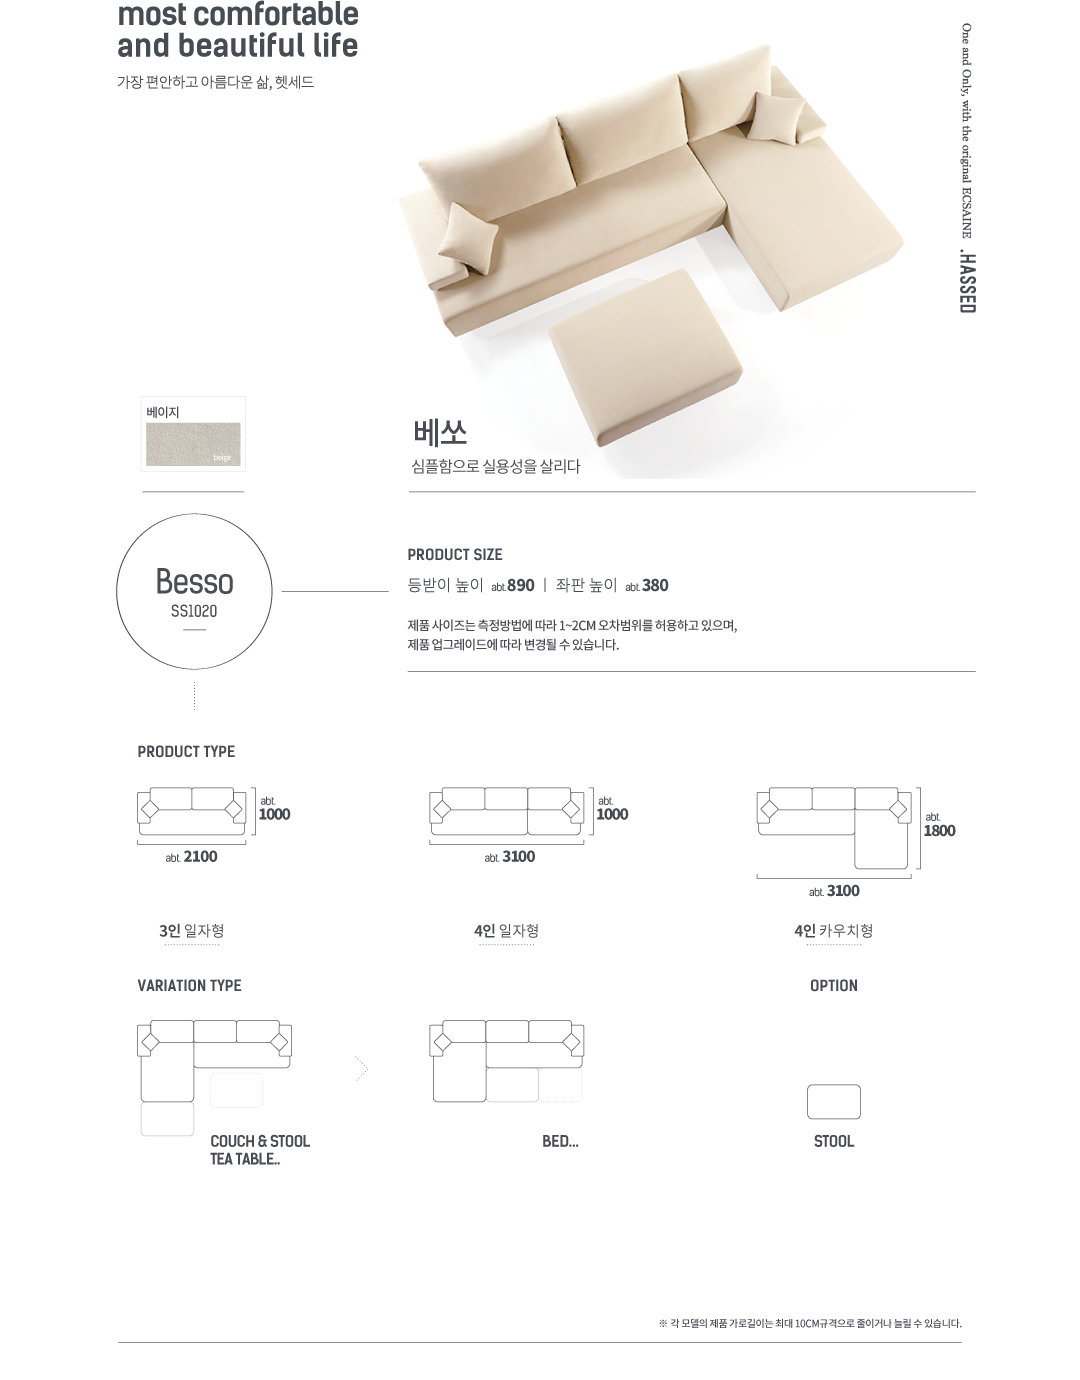 most comfortable
and beautiful life
가장 편안하고 아름다운 삶, 헷세드
One and Only, with the original ECSAINE .HASSED
베이지
beige
베쏘
심플함으로 실용성을 살리다
Besso
SS1020
PRODUCT SIZE
등받이 높이 abt.890 | 좌판 높이 abt.380
제품 사이즈는 측정방법에 따라 1~2CM 오차범위를 허용하고 있으며,
제품 업그레이드에 따라 변경될 수 있습니다.
PRODUCT TYPE
abt.
1000
abt. 2100
3인 일자형
abt.
1000
abt. 3100
4인 일자형
abt.
1800
abt. 3100
4인 카우치형
VARIATION TYPE
OPTION
COUCH & STOOL
TEA TABLE..
BED...
STOOL
※ 각 모델의 제품 가로길이는 최대 10CM규격으로 줄이거나 늘릴 수 있습니다.